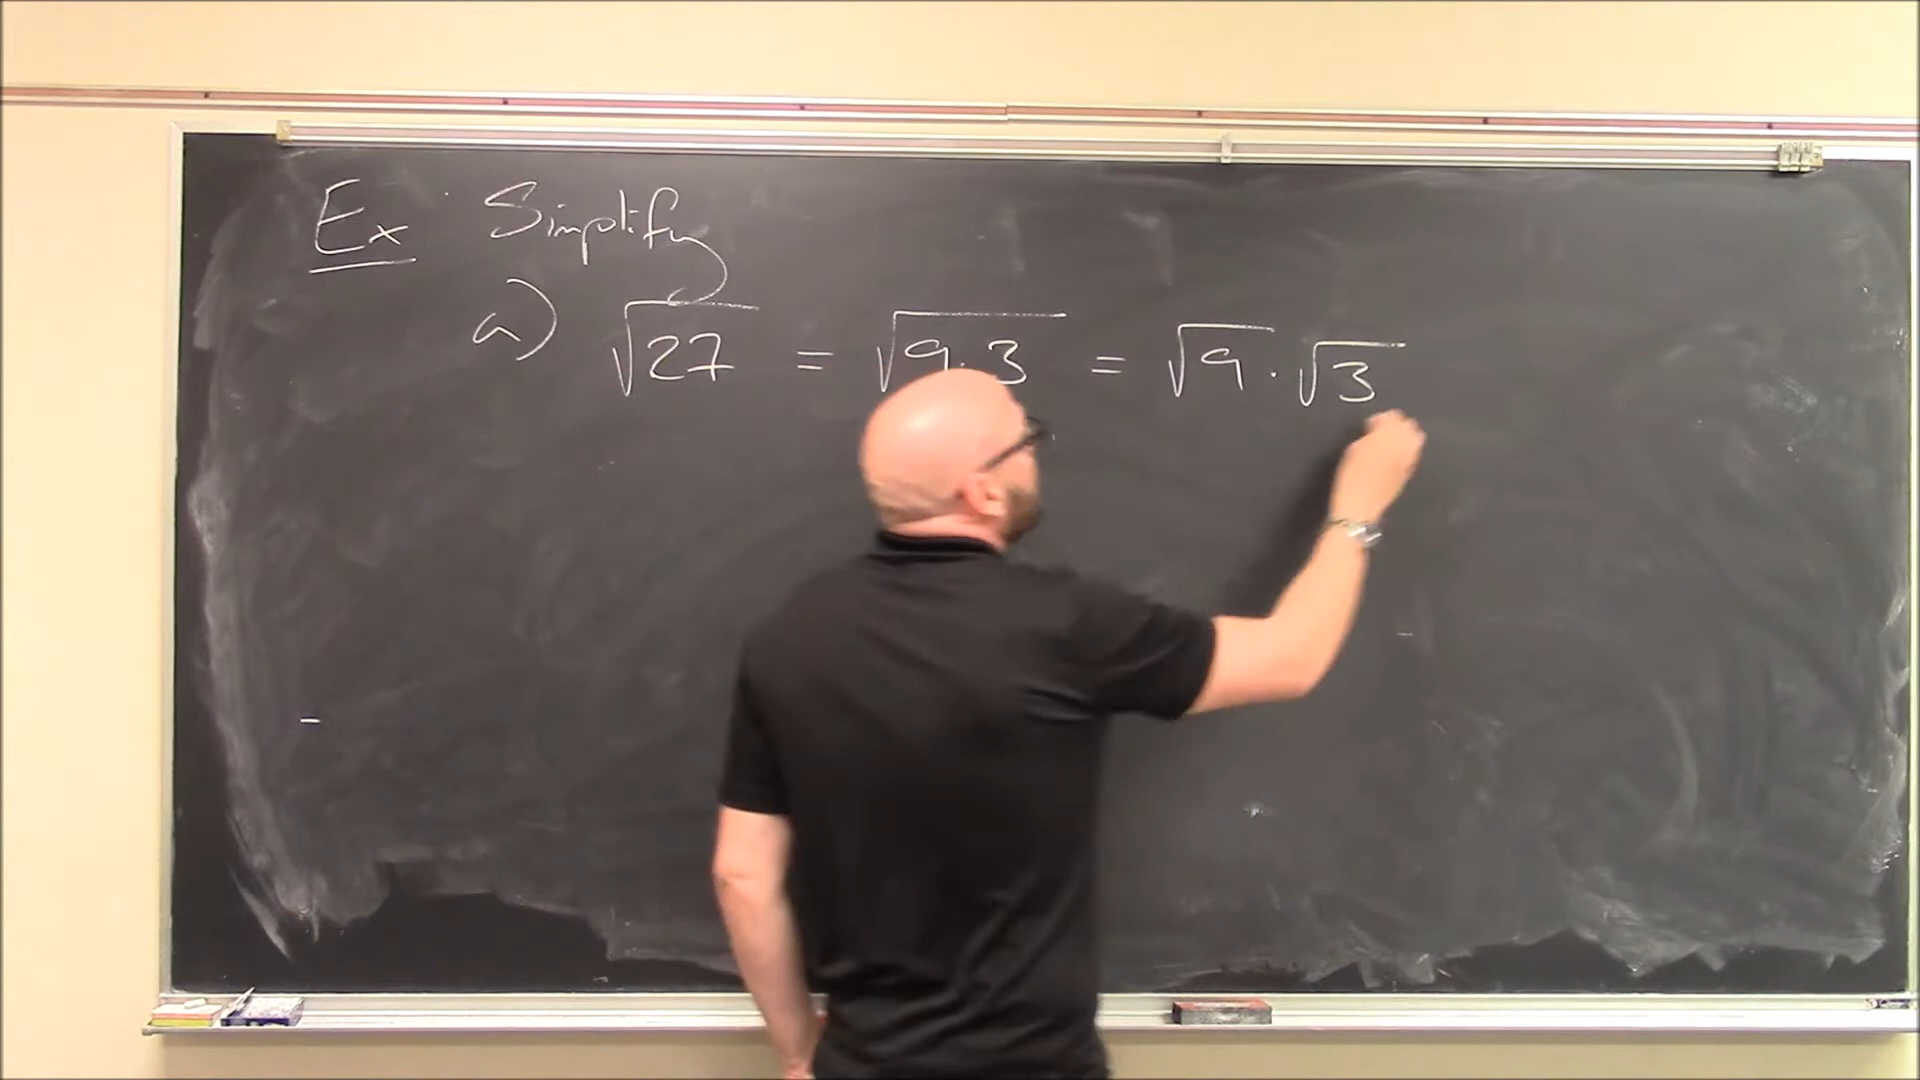 Ex Simplify
a) √27 = √9·3 = √9 · √3